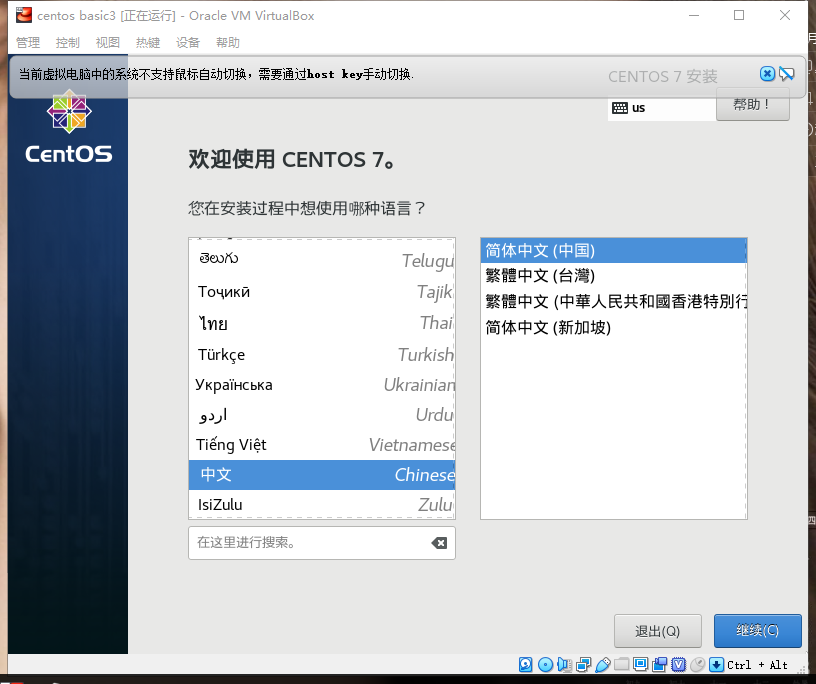 centos basic3 [正在运行] - Oracle VM VirtualBox
管理 控制 视图 热键 设备 帮助
当前虚拟电脑中的系统不支持鼠标自动切换，需要通过host key手动切换.
CENTOS 7 安装
us
帮助！
CentOS
欢迎使用 CENTOS 7。
您在安装过程中想使用哪种语言？
తెలుగు Telugu
Тоҷикӣ Tajik
ไทย Thai
Türkçe Turkish
Українська Ukrainian
اردو Urdu
Tiếng Việt Vietnamese
中文 Chinese
IsiZulu Zulu
简体中文 (中国)
繁體中文 (台灣)
繁體中文 (中華人民共和國香港特別行
简体中文 (新加坡)
在这里进行搜索。
退出(Q)
继续(C)
Ctrl + Alt